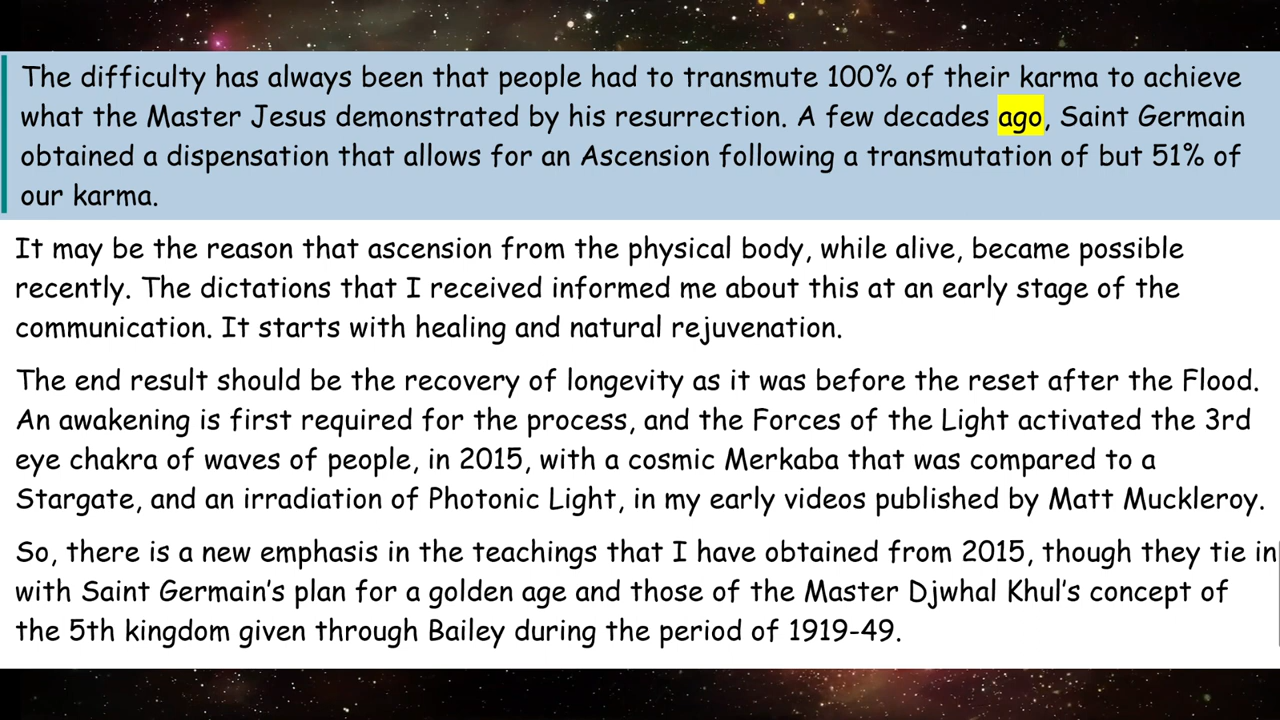 The difficulty has always been that people had to transmute 100% of their karma to achieve
what the Master Jesus demonstrated by his resurrection. A few decades ago, Saint Germain
obtained a dispensation that allows for an Ascension following a transmutation of but 51% of
our karma.
It may be the reason that ascension from the physical body, while alive, became possible
recently. The dictations that I received informed me about this at an early stage of the
communication. It starts with healing and natural rejuvenation.
The end result should be the recovery of longevity as it was before the reset after the Flood.
An awakening is first required for the process, and the Forces of the Light activated the 3rd
eye chakra of waves of people, in 2015, with a cosmic Merkaba that was compared to a
Stargate, and an irradiation of Photonic Light, in my early videos published by Matt Muckleroy.
So, there is a new emphasis in the teachings that I have obtained from 2015, though they tie in
with Saint Germain's plan for a golden age and those of the Master Djwhal Khul's concept of
the 5th kingdom given through Bailey during the period of 1919-49.